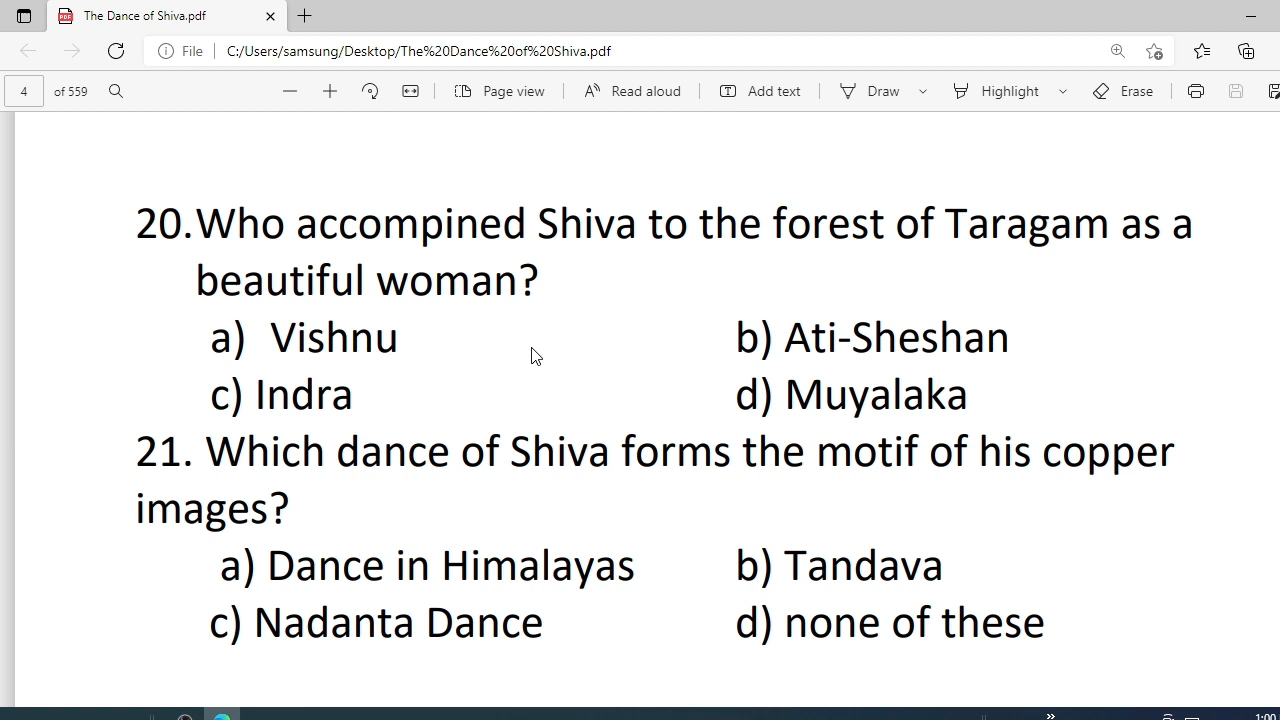 The Dance of Shiva.pdf
File
C:/Users/samsung/Desktop/The%20Dance%20of%20Shiva.pdf
4 of 559 Page view Read aloud Add text Draw Highlight Erase
20.Who accompined Shiva to the forest of Taragam as a
beautiful woman?
a) Vishnu b) Ati-Sheshan
c) Indra d) Muyalaka
21. Which dance of Shiva forms the motif of his copper
images?
a) Dance in Himalayas b) Tandava
c) Nadanta Dance d) none of these